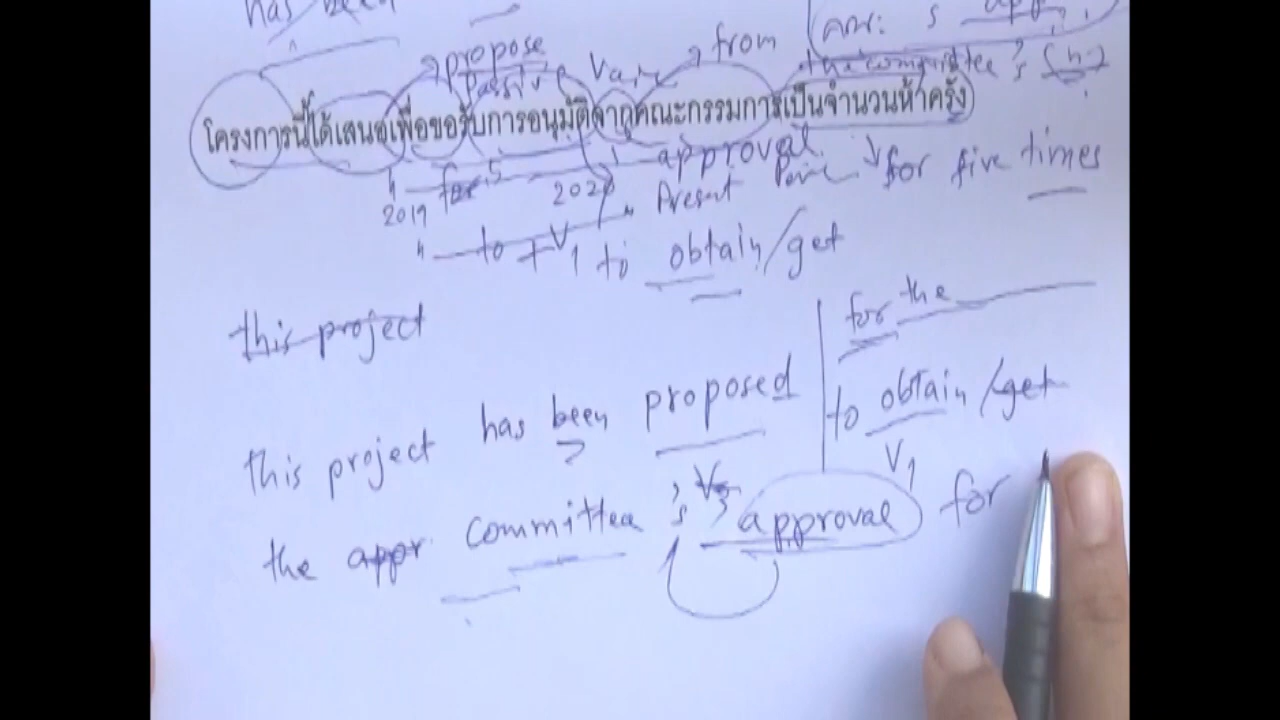 has been
propose from the committee's (n.)
passive
โครงการนี้ได้เสนอเพื่อขอรับการอนุมัติจากคณะกรรมการเป็นจำนวนห้าครั้ง
for 5 approval for five times
2019 2020 Present
to + V1 to obtain/get
this project for the
this project has been proposed to obtain/get
V3 V1
the appr committee's approval for